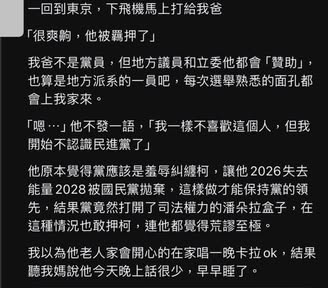 一回到東京，下飛機馬上打給我爸
「很爽齁，他被羈押了」
我爸不是黨員，但地方議員和立委他都會「贊助」，
也算是地方派系的一員吧，每次選舉熟悉的面孔都
會上我家來。
「嗯⋯」他不發一語，「我一樣不喜歡這個人，但我
開始不認識民進黨了」
他原本覺得黨應該是羞辱糾纏柯，讓他2026失去
能量2028被國民黨拋棄，這樣做才能保持黨的領
先，結果黨竟然打開了司法權力的潘朵拉盒子，在
這種情況也敢押柯，連他都覺得荒謬至極。
我以為他老人家會開心的在家唱一晚卡拉ok，結果
聽我媽說他今天晚上話很少，早早睡了。